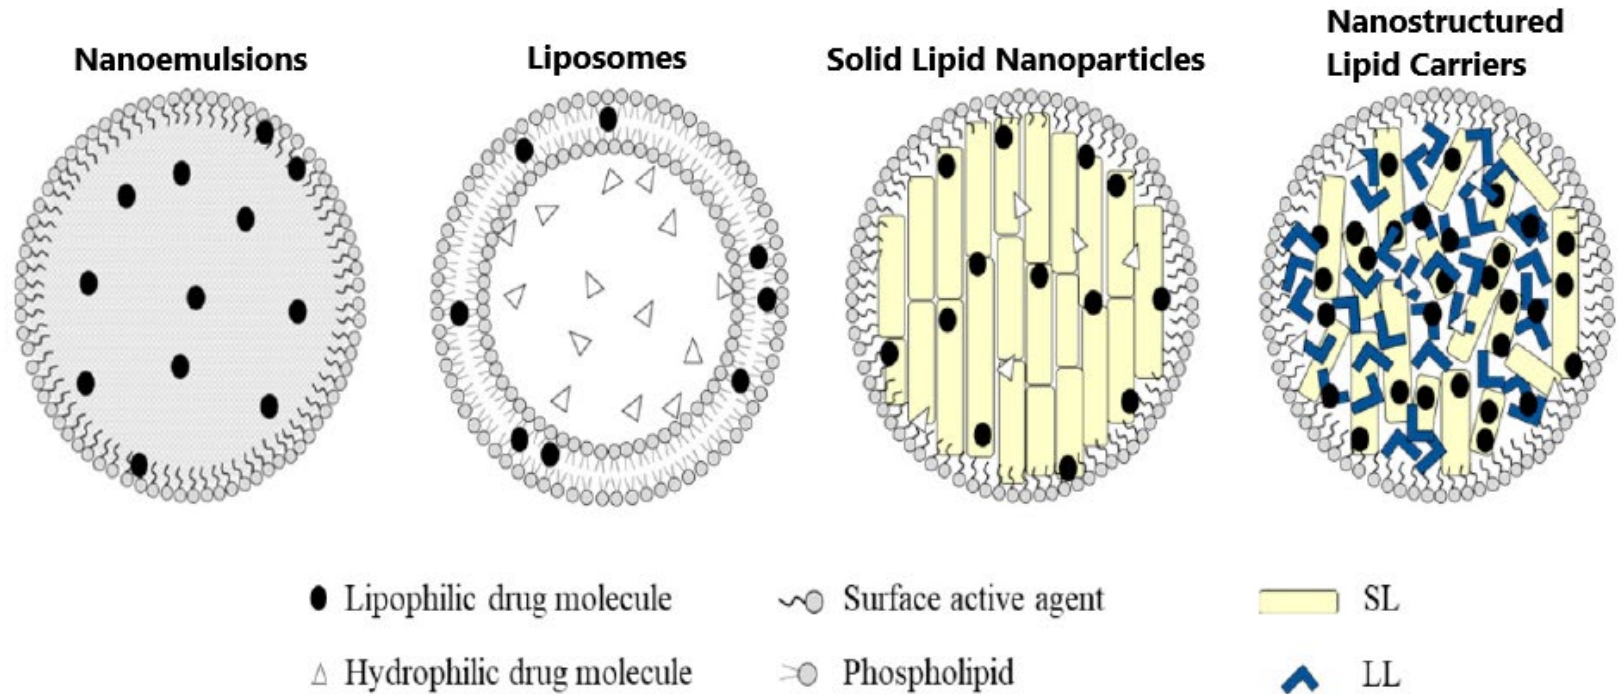 Nanoemulsions
Liposomes
Solid Lipid Nanoparticles
Nanostructured
Lipid Carriers
Lipophilic drug molecule
Surface active agent
SL
Hydrophilic drug molecule
Phospholipid
LL